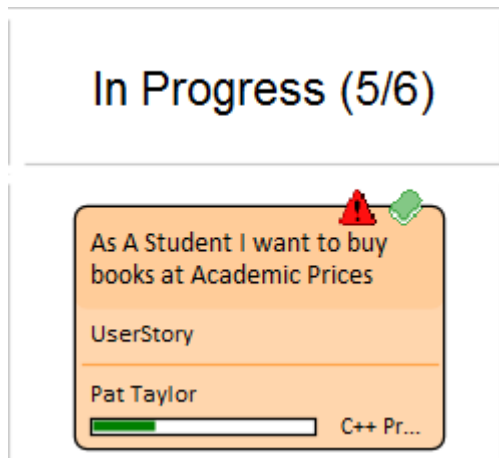 In Progress (5/6)
As A Student I want to buy
books at Academic Prices
UserStory
Pat Taylor
C++ Pr...